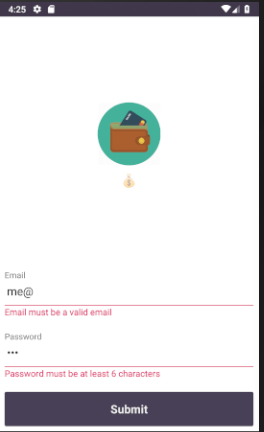 4:25
Email
me@
Email must be a valid email
Password
•••
Password must be at least 6 characters
Submit